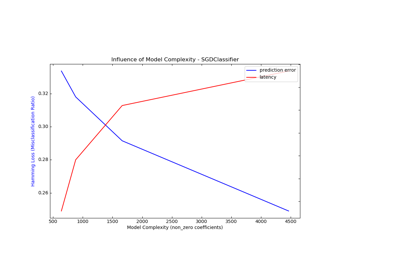 Influence of Model Complexity - SGDClassifier
prediction error
latency
0.32
0.30
0.28
0.26
Hamming Loss (Misclassification Ratio)
500 1000 1500 2000 2500 3000 3500 4000 4500
Model Complexity (non_zero coefficients)